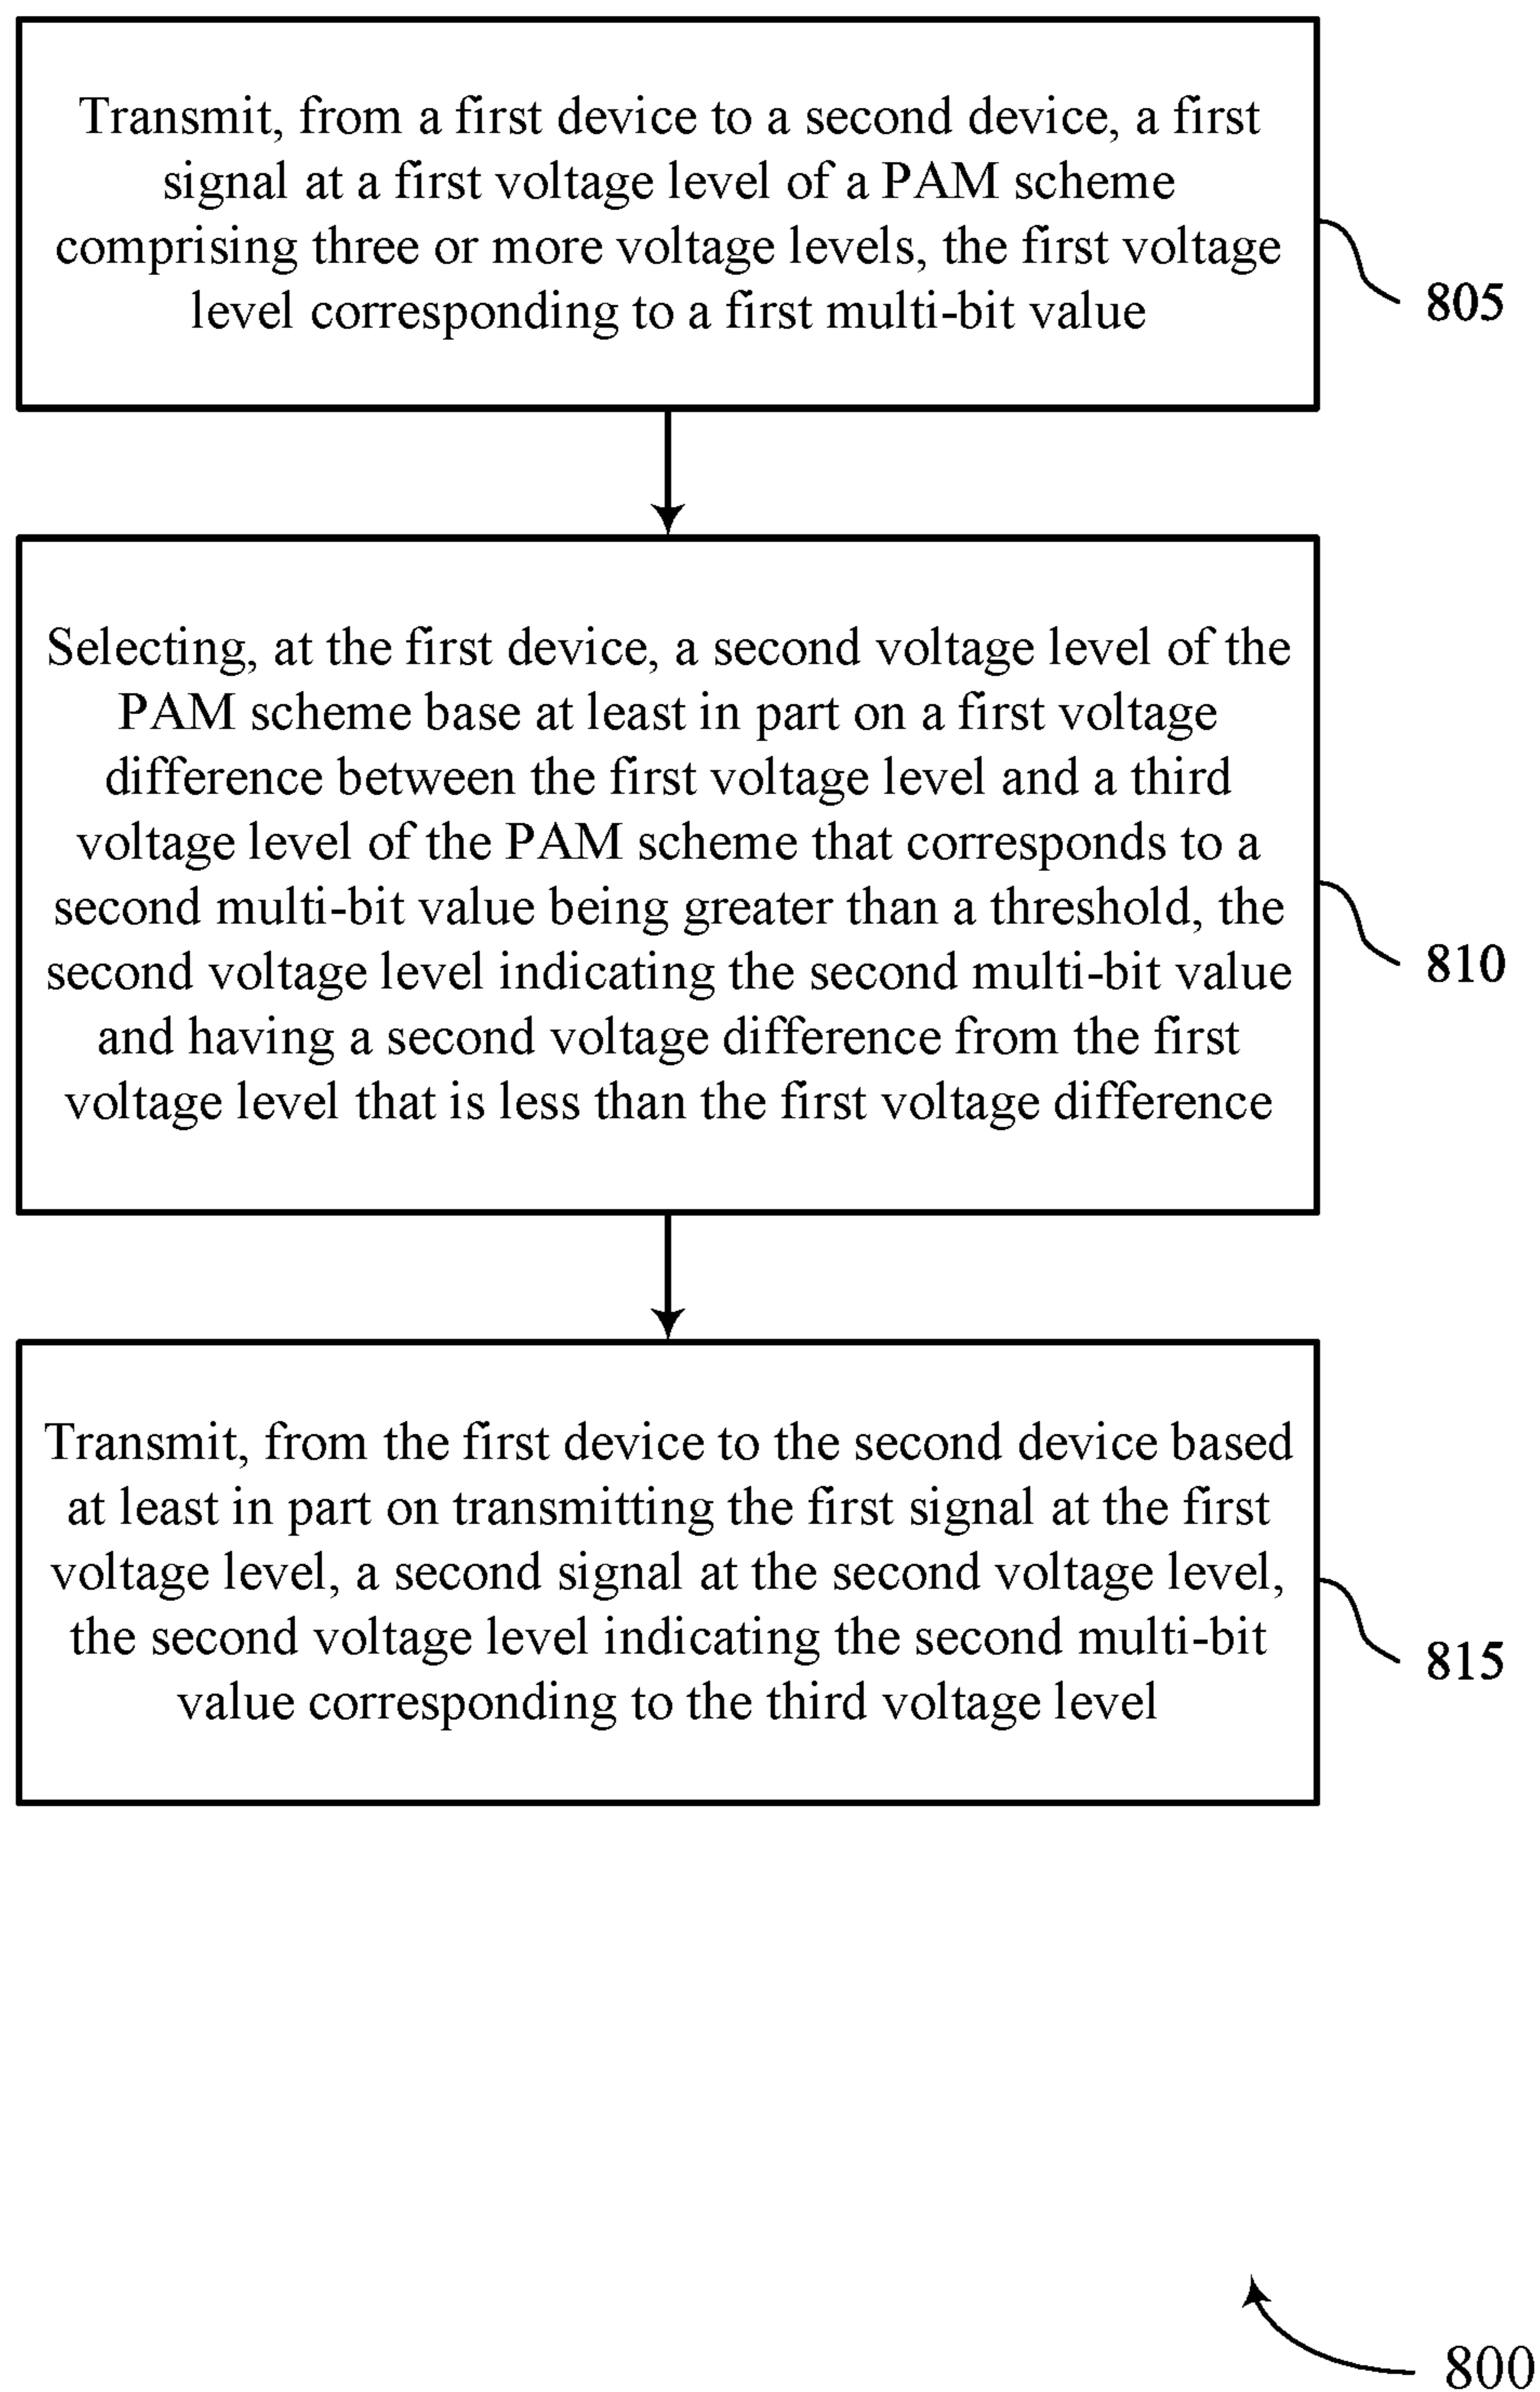 Transmit, from a first device to a second device, a first
signal at a first voltage level of a PAM scheme
comprising three or more voltage levels, the first voltage
level corresponding to a first multi-bit value
805
Selecting, at the first device, a second voltage level of the
PAM scheme base at least in part on a first voltage
difference between the first voltage level and a third
voltage level of the PAM scheme that corresponds to a
second multi-bit value being greater than a threshold, the
second voltage level indicating the second multi-bit value
and having a second voltage difference from the first
voltage level that is less than the first voltage difference
810
Transmit, from the first device to the second device based
at least in part on transmitting the first signal at the first
voltage level, a second signal at the second voltage level,
the second voltage level indicating the second multi-bit
value corresponding to the third voltage level
815
800